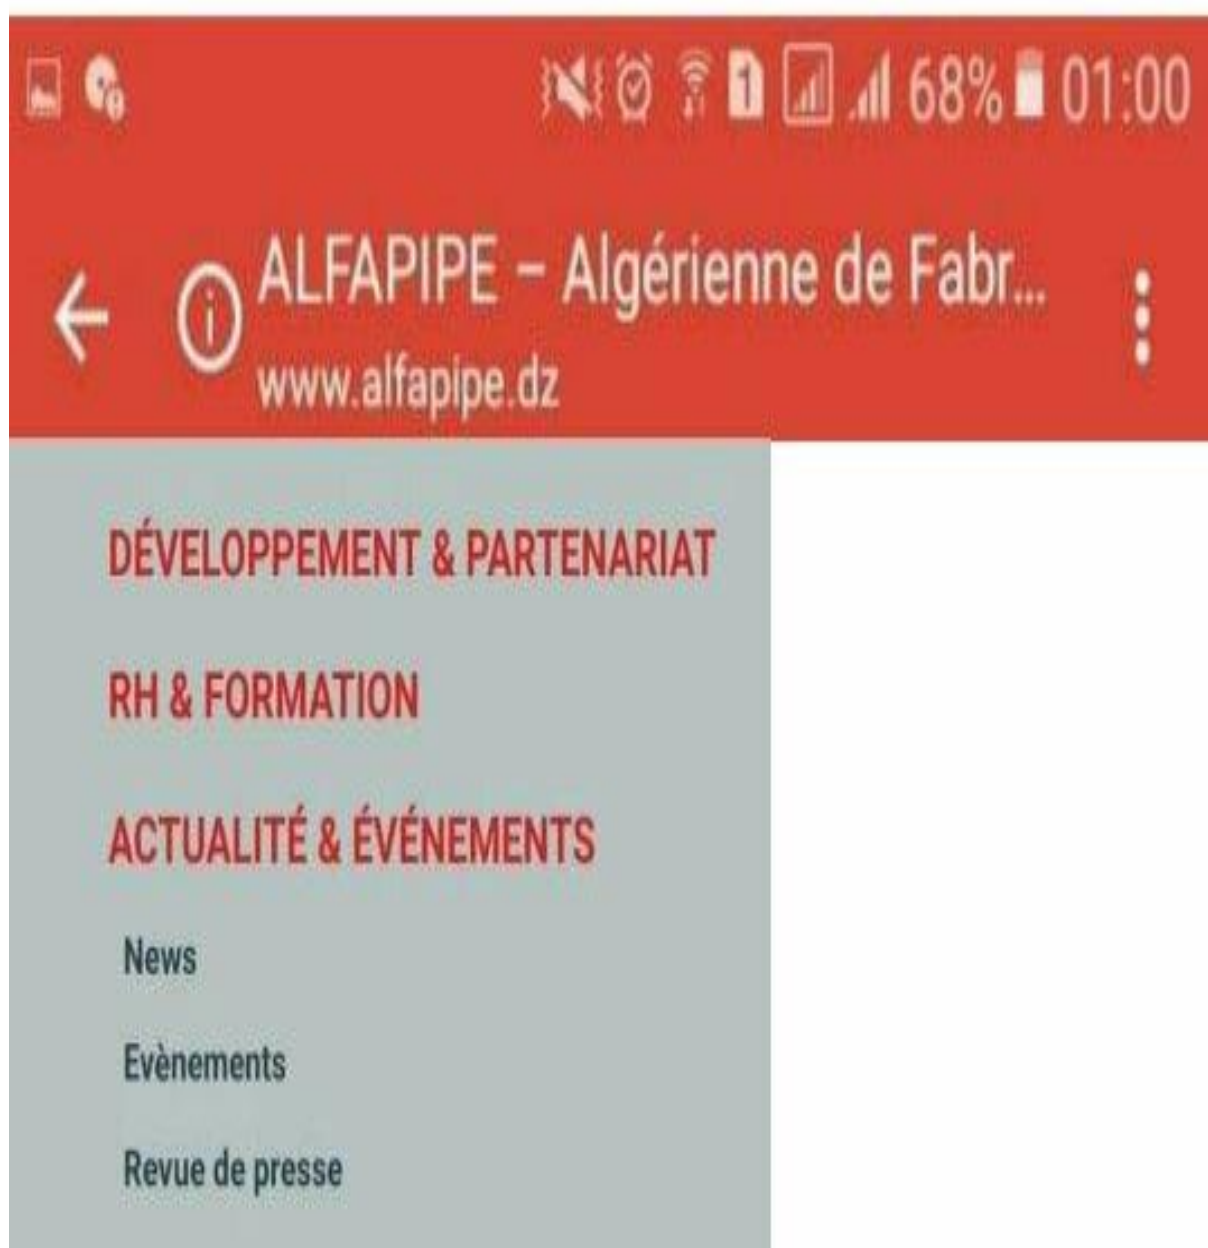 1 68% 01:00
ALFAPIPE – Algérienne de Fabr...
www.alfapipe.dz
DÉVELOPPEMENT & PARTENARIAT
RH & FORMATION
ACTUALITÉ & ÉVÉNEMENTS
News
Evènements
Revue de presse